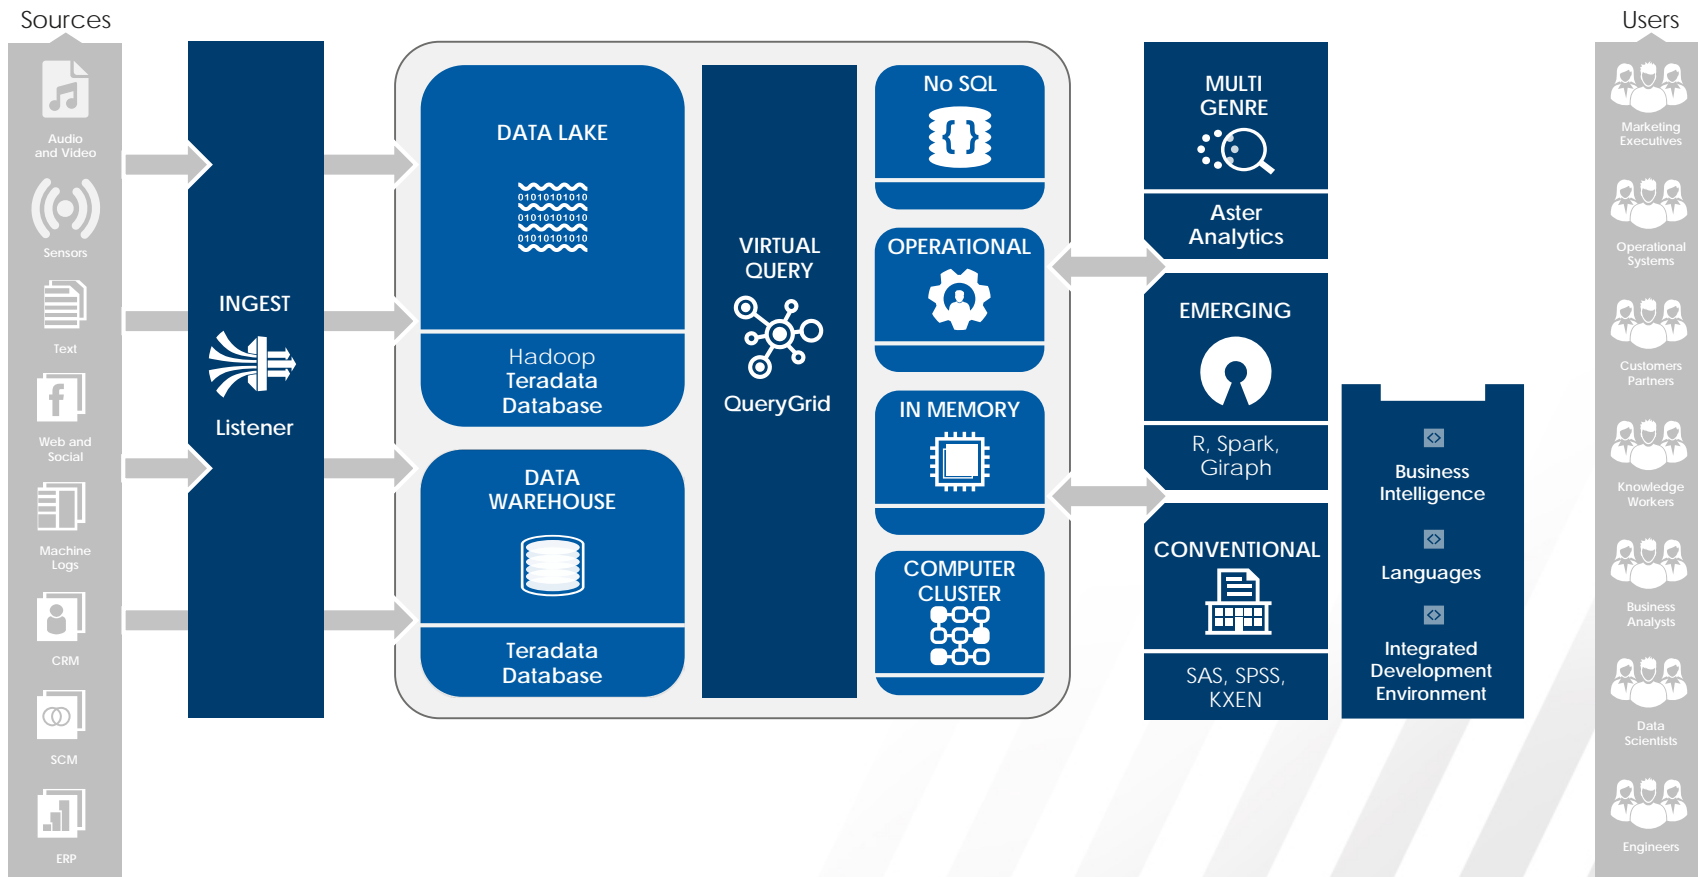 Sources
Audio
and Video
Sensors
Text
Web and
Social
Machine
Logs
CRM
SCM
ERP
INGEST
Listener
DATA LAKE
01010101010
01010101010
01010101010
Hadoop
Teradata
Database
DATA
WAREHOUSE
Teradata
Database
VIRTUAL
QUERY
QueryGrid
No SQL
{ }
OPERATIONAL
IN MEMORY
COMPUTER
CLUSTER
MULTI
GENRE
Aster
Analytics
EMERGING
R, Spark,
Giraph
CONVENTIONAL
SAS, SPSS,
KXEN
Business
Intelligence
Languages
Integrated
Development
Environment
Users
Marketing
Executives
Operational
Systems
Customers
Partners
Knowledge
Workers
Business
Analysts
Data
Scientists
Engineers